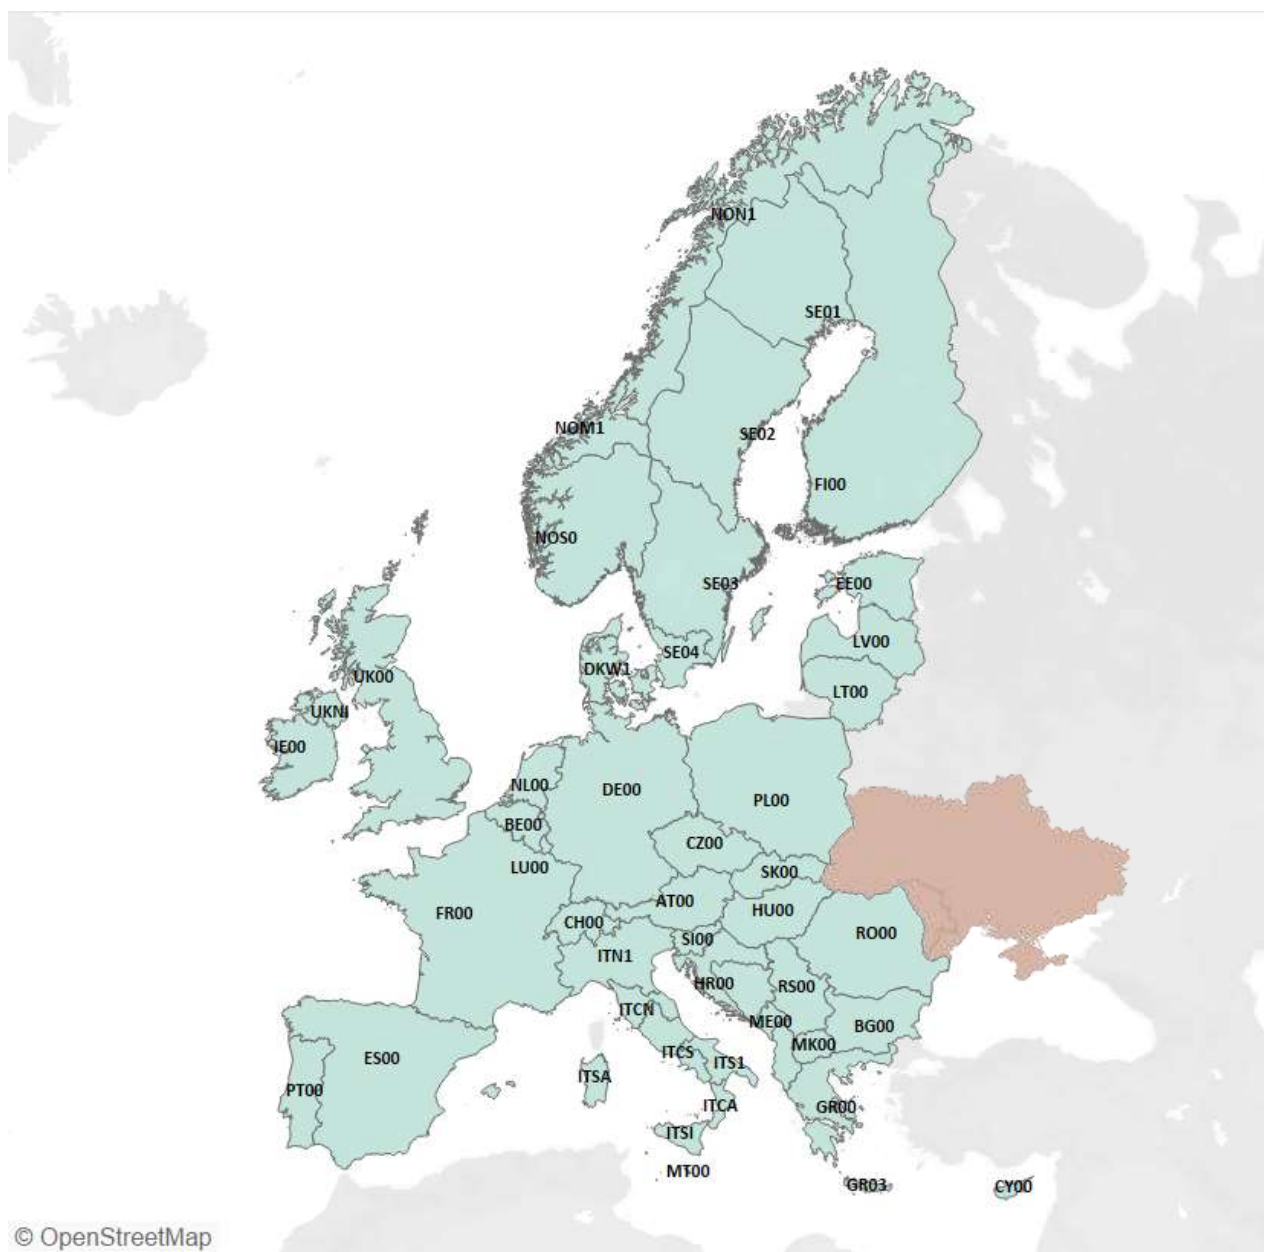 NON1
SE01
NOM1
SE02
FI00
NOS0
SE03
EE00
LV00
SE04
DKW1
UK00
LT00
UKNI
IE00
NL00
DE00
PL00
BE00
CZ00
LU00
SK00
AT00
HU00
FR00
CH00
RO00
SI00
ITN1
HR00
RS00
ITCN
ME00
BG00
MK00
ITCS
ES00
ITS1
ITSA
PT00
ITCA
GR00
ITSI
MT00
GR03
CY00
© OpenStreetMap